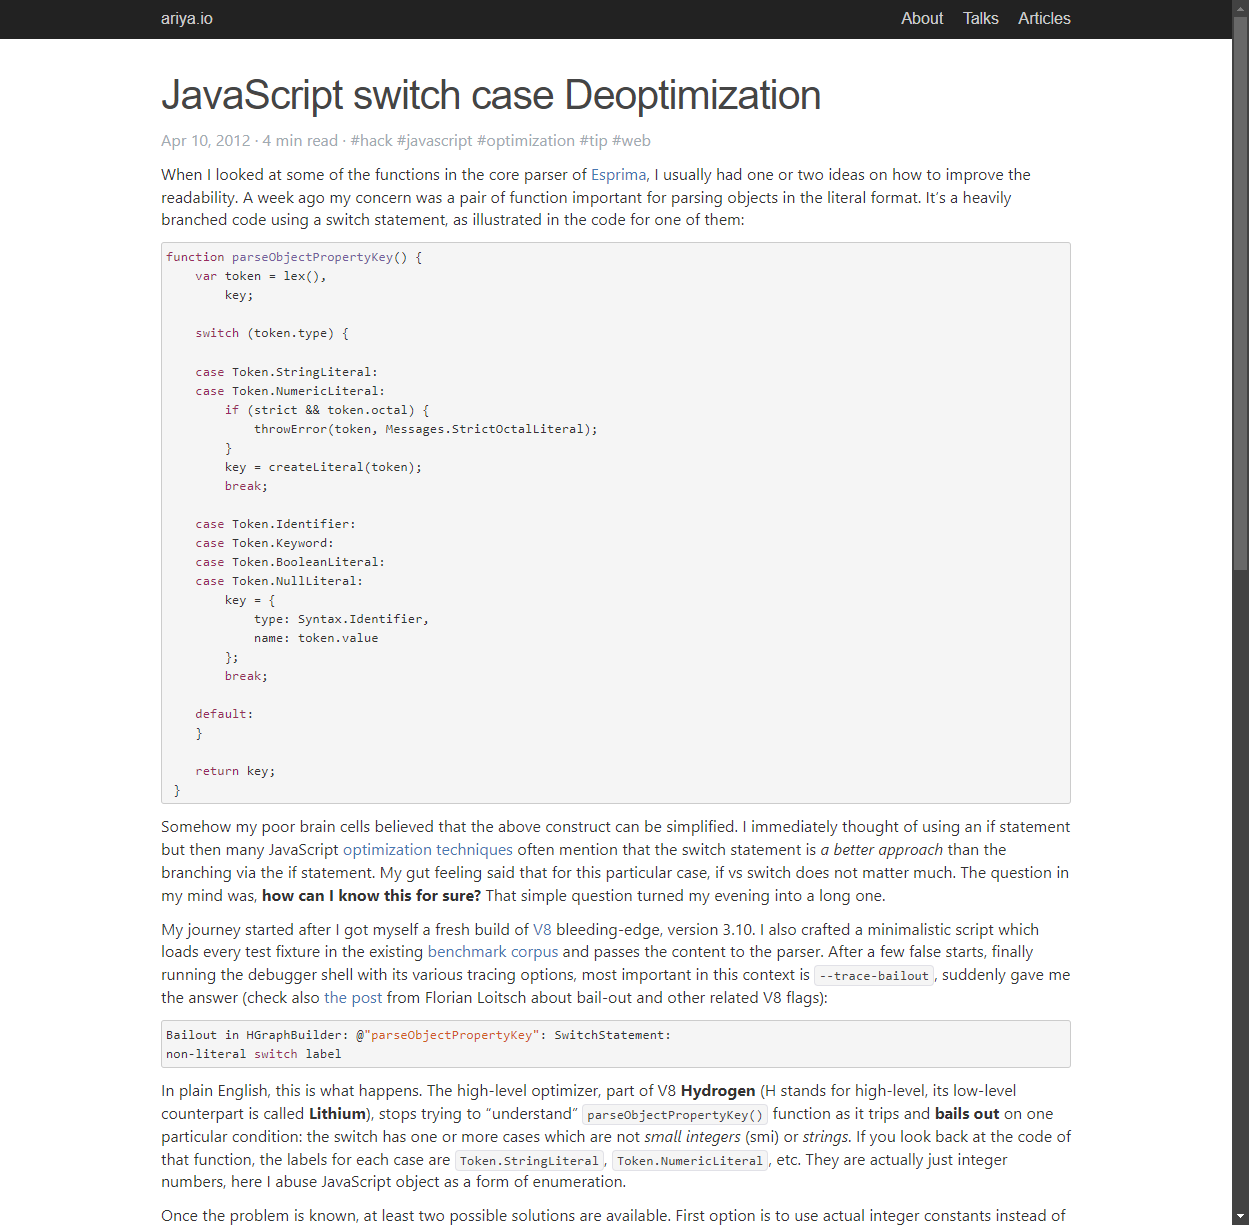 ariya.io About Talks Articles
JavaScript switch case Deoptimization
Apr 10, 2012 · 4 min read · #hack #javascript #optimization #tip #web
When I looked at some of the functions in the core parser of Esprima, I usually had one or two ideas on how to improve the
readability. A week ago my concern was a pair of function important for parsing objects in the literal format. It’s a heavily
branched code using a switch statement, as illustrated in the code for one of them:
function parseObjectPropertyKey() {
    var token = lex(),
        key;
    switch (token.type) {
    case Token.StringLiteral:
    case Token.NumericLiteral:
        if (strict && token.octal) {
            throwError(token, Messages.StrictOctalLiteral);
        }
        key = createLiteral(token);
        break;
    case Token.Identifier:
    case Token.Keyword:
    case Token.BooleanLiteral:
    case Token.NullLiteral:
        key = {
            type: Syntax.Identifier,
            name: token.value
        };
        break;
    default:
    }
    return key;
 }
Somehow my poor brain cells believed that the above construct can be simplified. I immediately thought of using an if statement
but then many JavaScript optimization techniques often mention that the switch statement is a better approach than the
branching via the if statement. My gut feeling said that for this particular case, if vs switch does not matter much. The question in
my mind was, how can I know this for sure? That simple question turned my evening into a long one.
My journey started after I got myself a fresh build of V8 bleeding-edge, version 3.10. I also crafted a minimalistic script which
loads every test fixture in the existing benchmark corpus and passes the content to the parser. After a few false starts, finally
running the debugger shell with its various tracing options, most important in this context is --trace-bailout, suddenly gave me
the answer (check also the post from Florian Loitsch about bail-out and other related V8 flags):
Bailout in HGraphBuilder: @"parseObjectPropertyKey": SwitchStatement:
non-literal switch label
In plain English, this is what happens. The high-level optimizer, part of V8 Hydrogen (H stands for high-level, its low-level
counterpart is called Lithium), stops trying to “understand” parseObjectPropertyKey() function as it trips and bails out on one
particular condition: the switch has one or more cases which are not small integers (smi) or strings. If you look back at the code of
that function, the labels for each case are Token.StringLiteral, Token.NumericLiteral, etc. They are actually just integer
numbers, here I abuse JavaScript object as a form of enumeration.
Once the problem is known, at least two possible solutions are available. First option is to use actual integer constants instead of